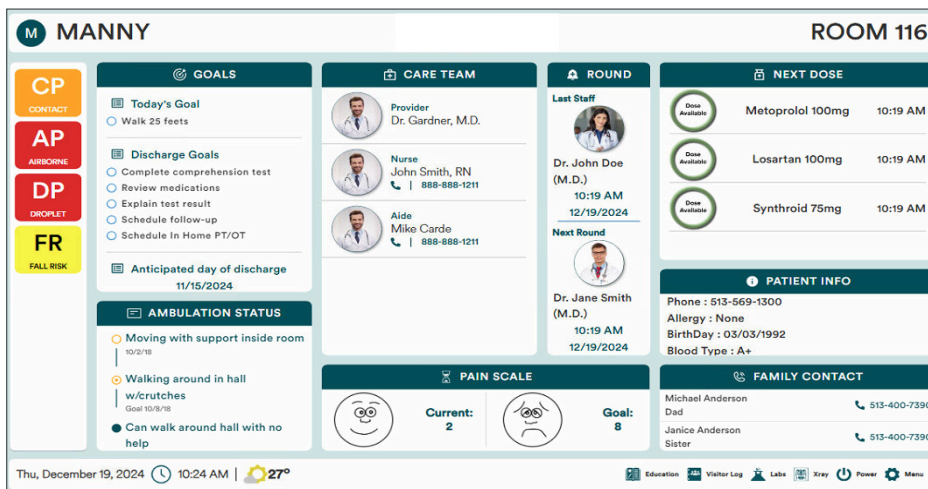 M MANNY
ROOM 116
CP
CONTACT
AP
AIRBORNE
DP
DROPLET
FR
FALL RISK
GOALS
Today's Goal
Walk 25 feets
Discharge Goals
Complete comprehension test
Review medications
Explain test result
Schedule follow-up
Schedule In Home PT/OT
Anticipated day of discharge
11/15/2024
AMBULATION STATUS
Moving with support inside room
10/2/18
Walking around in hall
w/crutches
Goal 10/8/18
Can walk around hall with no
help
CARE TEAM
Provider
Dr. Gardner, M.D.
Nurse
John Smith, RN
| 888-888-1211
Aide
Mike Carde
| 888-888-1211
ROUND
Last Staff
Dr. John Doe
(M.D.)
10:19 AM
12/19/2024
Next Round
Dr. Jane Smith
(M.D.)
10:19 AM
12/19/2024
PAIN SCALE
Current:
2
Goal:
8
NEXT DOSE
Dose
Available
Metoprolol 100mg 10:19 AM
Dose
Available
Losartan 100mg 10:19 AM
Dose
Available
Synthroid 75mg 10:19 AM
PATIENT INFO
Phone : 513-569-1300
Allergy : None
BirthDay : 03/03/1992
Blood Type : A+
FAMILY CONTACT
Michael Anderson
Dad
513-400-7390
Janice Anderson
Sister
513-400-7390
Thu, December 19, 2024 10:24 AM | 27°
Education Visitor Log Labs Xray Power Menu